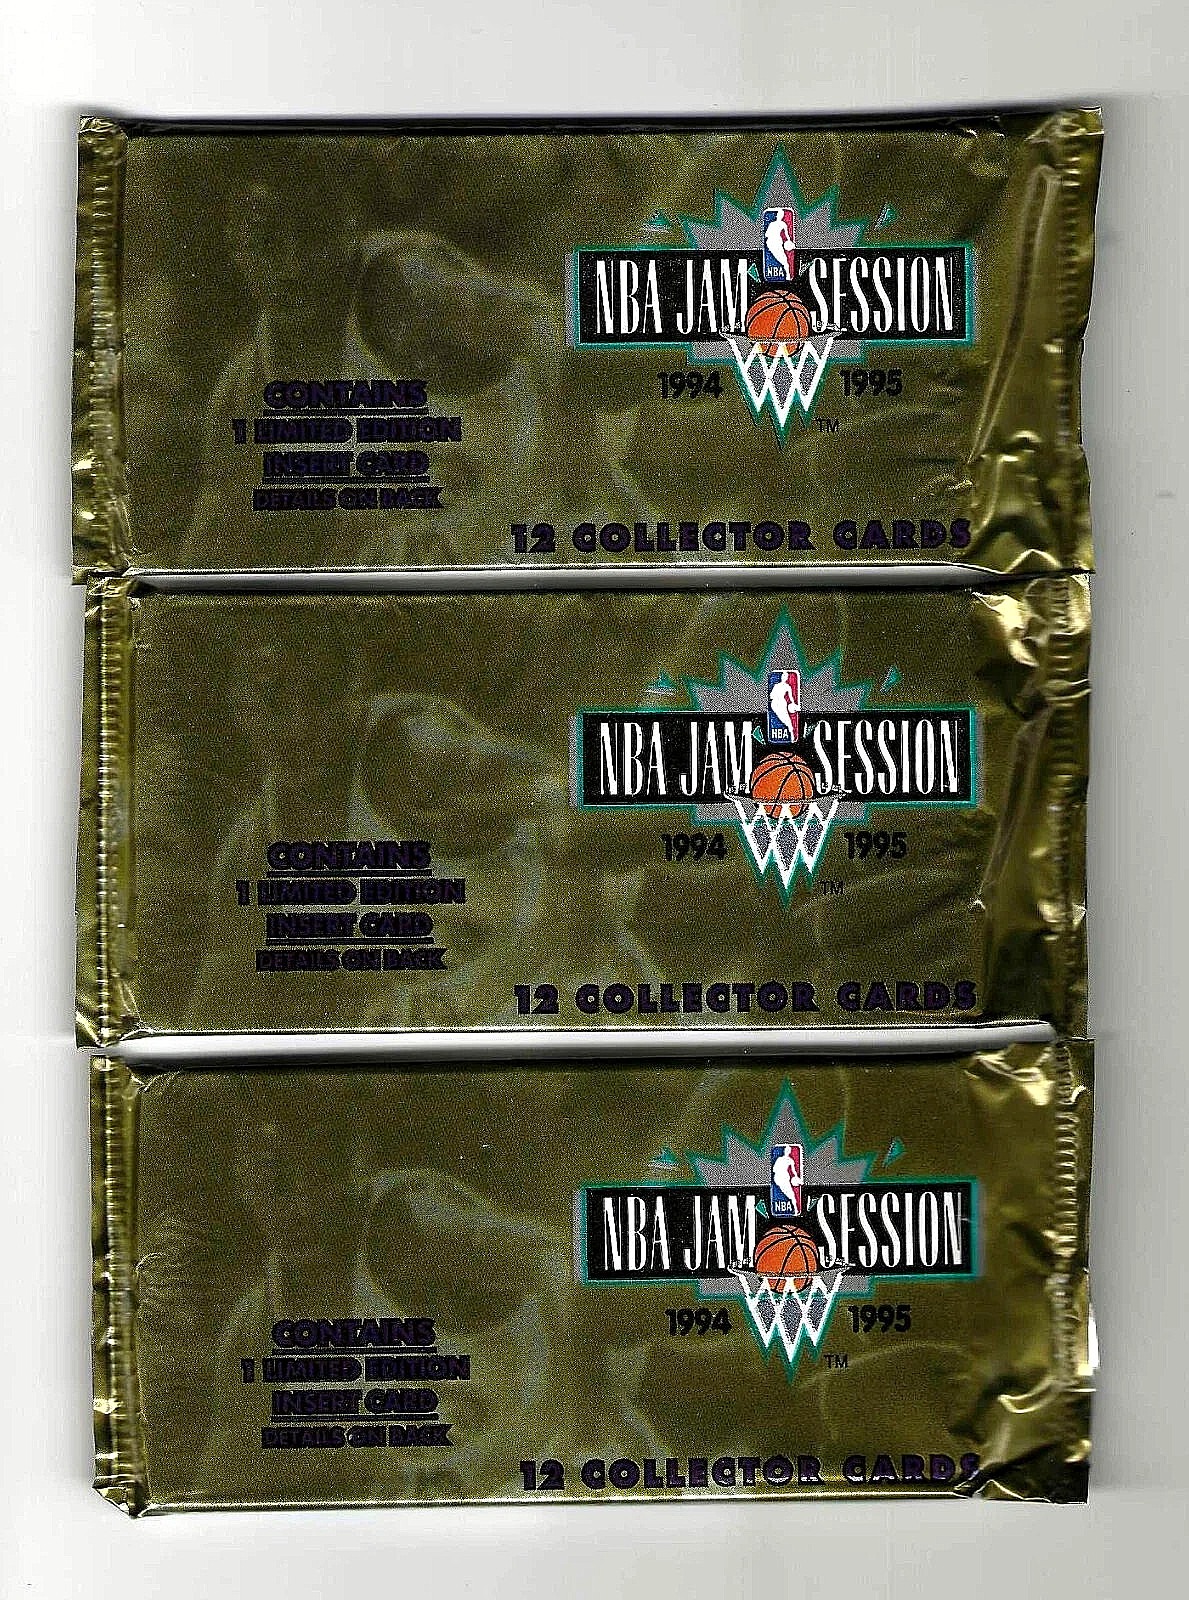 NBA
NBA JAM SESSION
1994 1995
TM
CONTAINS
1 LIMITED EDITION
INSERT CARD
DETAILS ON BACK
12 COLLECTOR CARDS
NBA
NBA JAM SESSION
1994 1995
TM
CONTAINS
1 LIMITED EDITION
INSERT CARD
DETAILS ON BACK
12 COLLECTOR CARDS
NBA
NBA JAM SESSION
1994 1995
TM
CONTAINS
1 LIMITED EDITION
INSERT CARD
DETAILS ON BACK
12 COLLECTOR CARDS